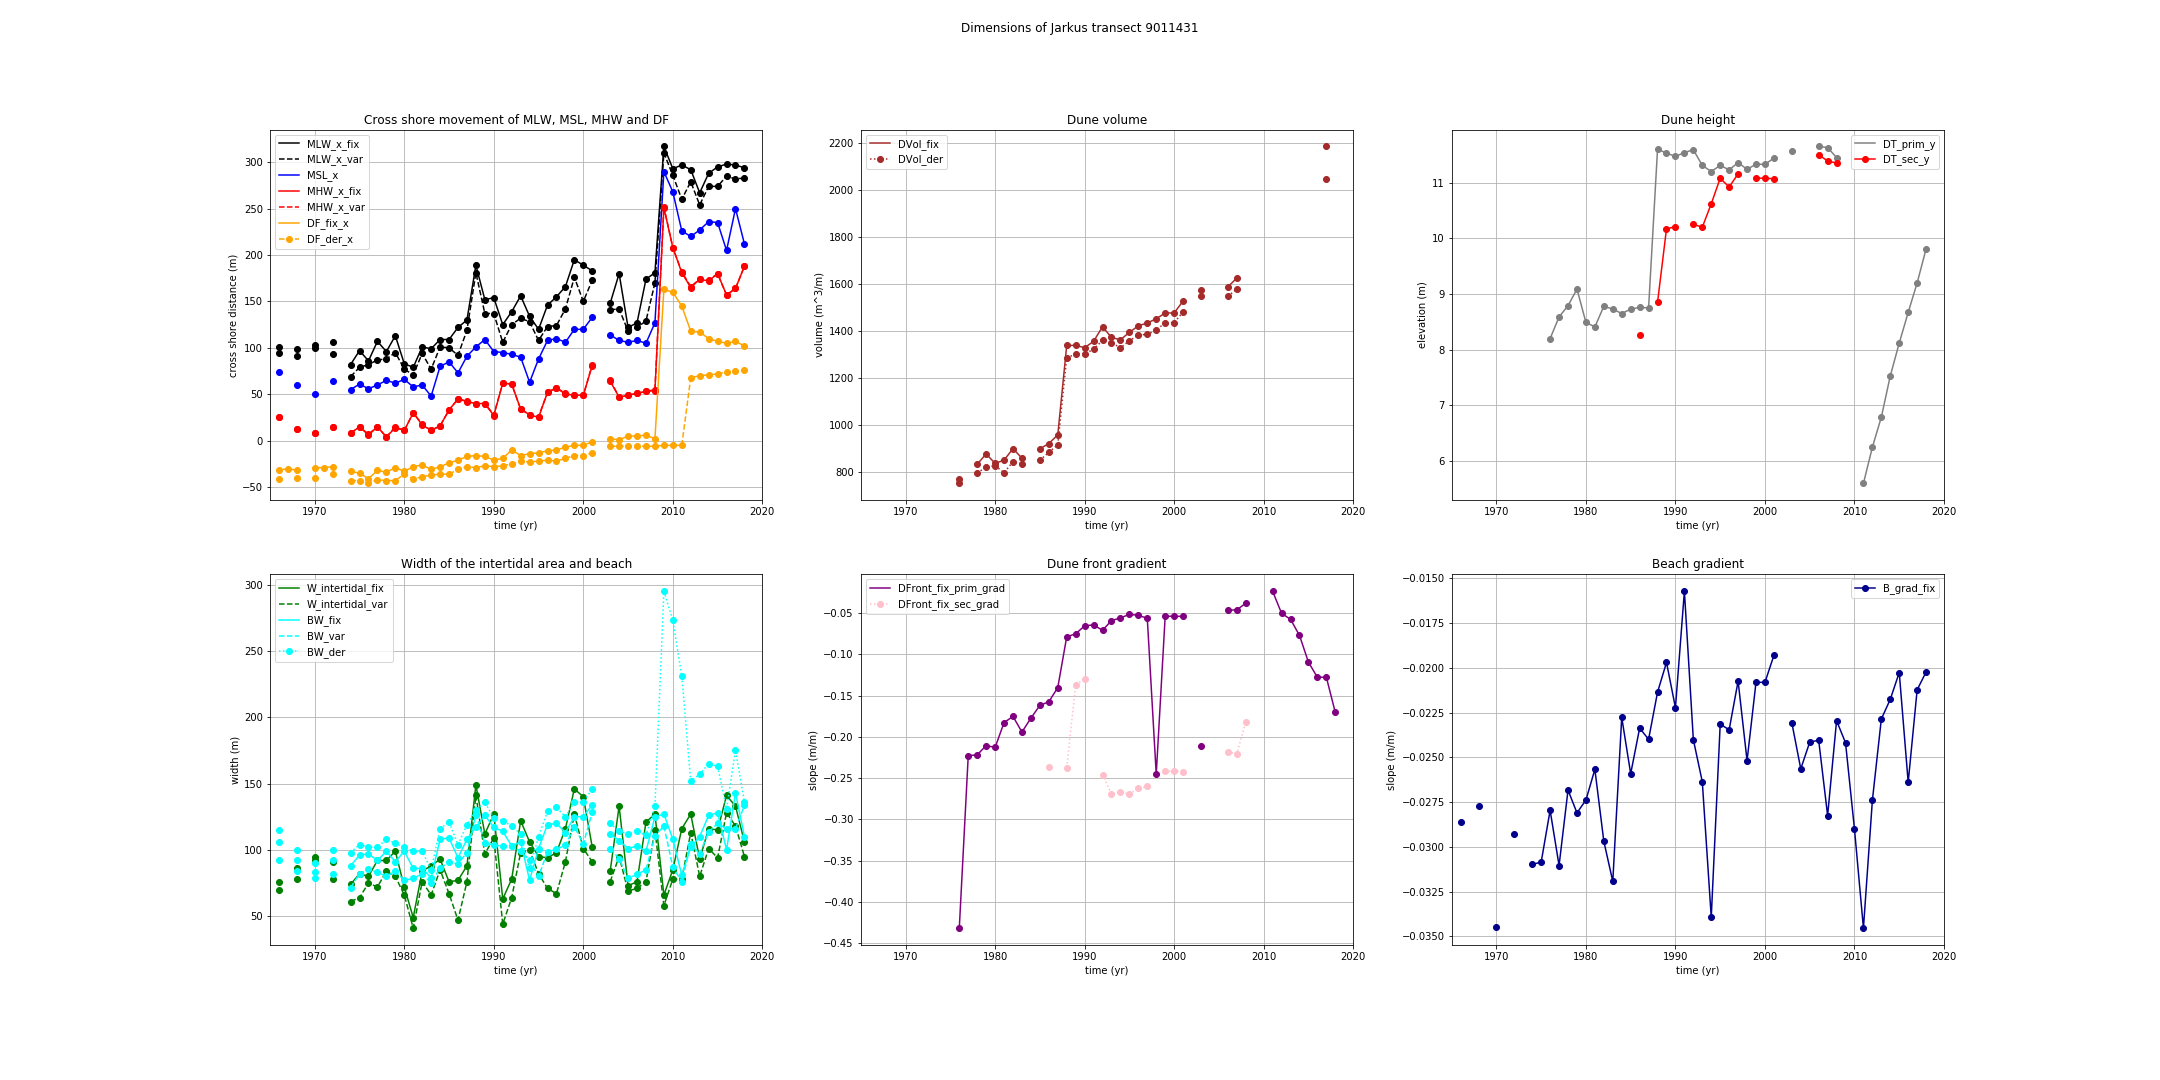 Dimensions of Jarkus transect 9011431
Cross shore movement of MLW, MSL, MHW and DF
MLW_x_fix
MLW_x_var
MSL_x
MHW_x_fix
MHW_x_var
DF_fix_x
DF_der_x
cross shore distance (m)
300
250
200
150
100
50
0
−50
1970
1980
1990
2000
2010
2020
time (yr)
Dune volume
DVol_fix
DVol_der
volume (m^3/m)
2200
2000
1800
1600
1400
1200
1000
800
1970
1980
1990
2000
2010
2020
time (yr)
Dune height
DT_prim_y
DT_sec_y
elevation (m)
11
10
9
8
7
6
1970
1980
1990
2000
2010
2020
time (yr)
Width of the intertidal area and beach
W_intertidal_fix
W_intertidal_var
BW_fix
BW_var
BW_der
width (m)
300
250
200
150
100
50
1970
1980
1990
2000
2010
2020
time (yr)
Dune front gradient
DFront_fix_prim_grad
DFront_fix_sec_grad
slope (m/m)
−0.05
−0.10
−0.15
−0.20
−0.25
−0.30
−0.35
−0.40
−0.45
1970
1980
1990
2000
2010
2020
time (yr)
Beach gradient
B_grad_fix
slope (m/m)
−0.0150
−0.0175
−0.0200
−0.0225
−0.0250
−0.0275
−0.0300
−0.0325
−0.0350
1970
1980
1990
2000
2010
2020
time (yr)